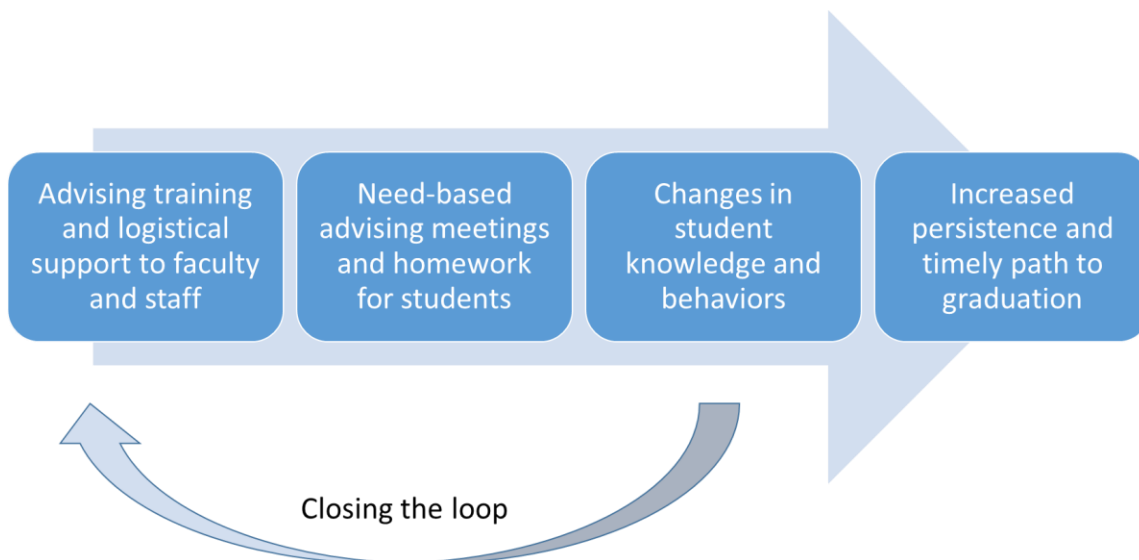 Advising training
and logistical
support to faculty
and staff
Need-based
advising meetings
and homework
for students
Changes in
student
knowledge and
behaviors
Increased
persistence and
timely path to
graduation
Closing the loop